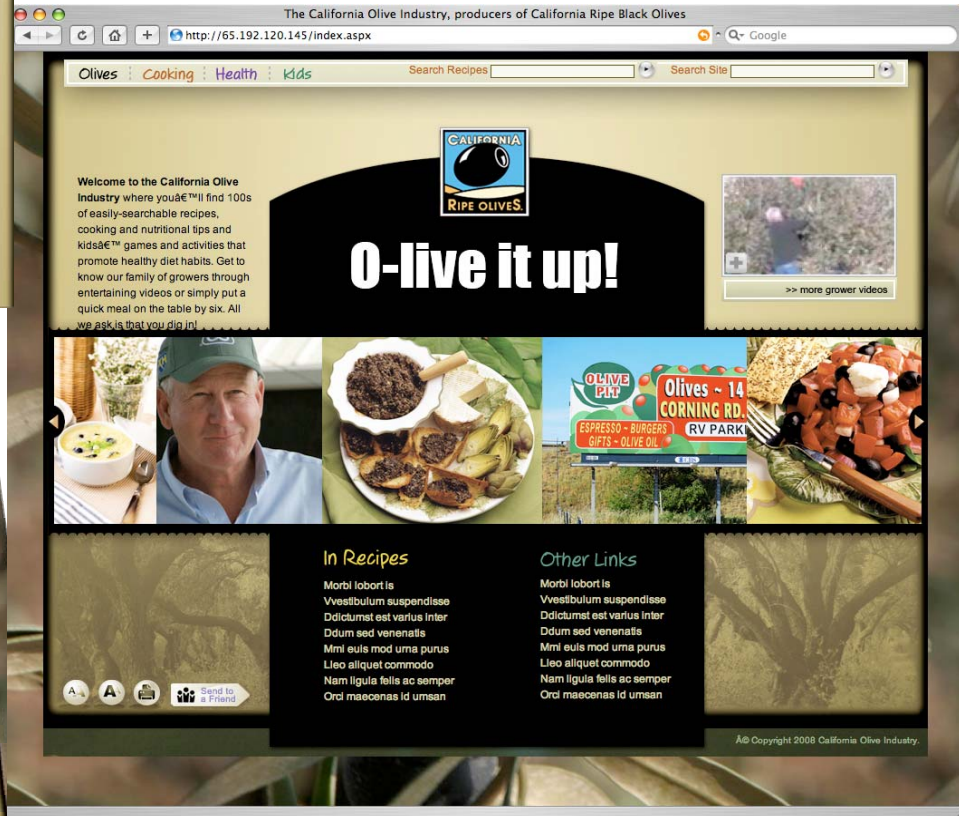 The California Olive Industry, producers of California Ripe Black Olives
http://65.192.120.145/index.aspx
Google
Olives Cooking Health Kids
Search Recipes
Search Site
CALIFORNIA
RIPE OLIVES.
Welcome to the California Olive
Industry where youâ€™ll find 100s
of easily-searchable recipes,
cooking and nutritional tips and
kidsâ€™ games and activities that
promote healthy diet habits. Get to
know our family of growers through
entertaining videos or simply put a
quick meal on the table by six. All
we ask is that you dig in!
O-live it up!
>> more grower videos
OLIVE
PIT
Olives ~ 14
CORNING RD.
ESPRESSO ~ BURGERS
GIFTS ~ OLIVE OIL
RV PARK
In Recipes
Morbi lobort is
Vvestibulum suspendisse
Ddictumst est varius inter
Ddum sed venenatis
Mmi euis mod urna purus
Lleo aliquet commodo
Nam ligula felis ac semper
Orci maecenas id umsan
Other Links
Morbi lobort is
Vvestibulum suspendisse
Ddictumst est varius inter
Ddum sed venenatis
Mmi euis mod urna purus
Lleo aliquet commodo
Nam ligula felis ac semper
Orci maecenas id umsan
A
A
Send to
a Friend
Â© Copyright 2008 California Olive Industry.